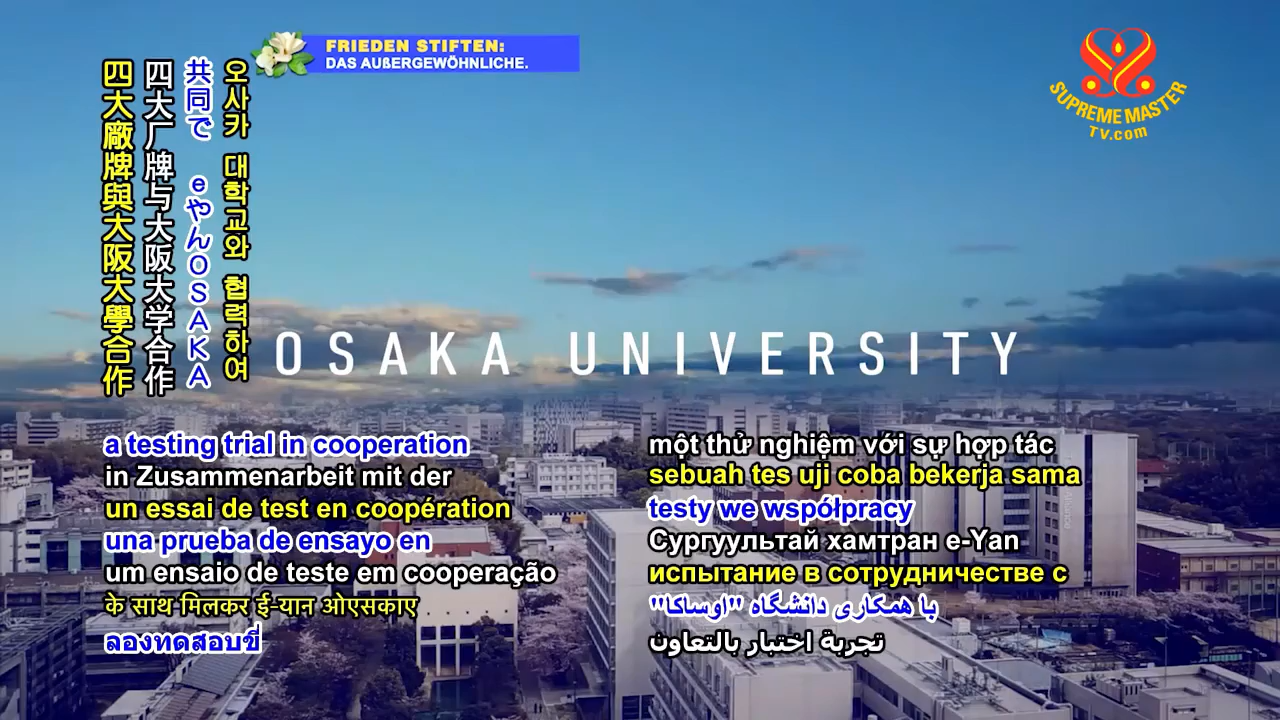 FRIEDEN STIFTEN:
DAS AUßERGEWÖHNLICHE.
SUPREME MASTER
TV.com
四大廠牌與大阪大學合作
四大厂牌与大阪大学合作
共同で eやんOSAKA
오사카 대학교와 협력하여
OSAKA UNIVERSITY
a testing trial in cooperation
in Zusammenarbeit mit der
un essai de test en coopération
una prueba de ensayo en
um ensaio de teste em cooperação
के साथ मिलकर ई-यान ओएसकाए
ลองทดสอบขี่
một thử nghiệm với sự hợp tác
sebuah tes uji coba bekerja sama
testy we współpracy
Сургуультай хамтран e-Yan
испытание в сотрудничестве с
با همکاری دانشگاه "اوساکا"
تجربة اختبار بالتعاون